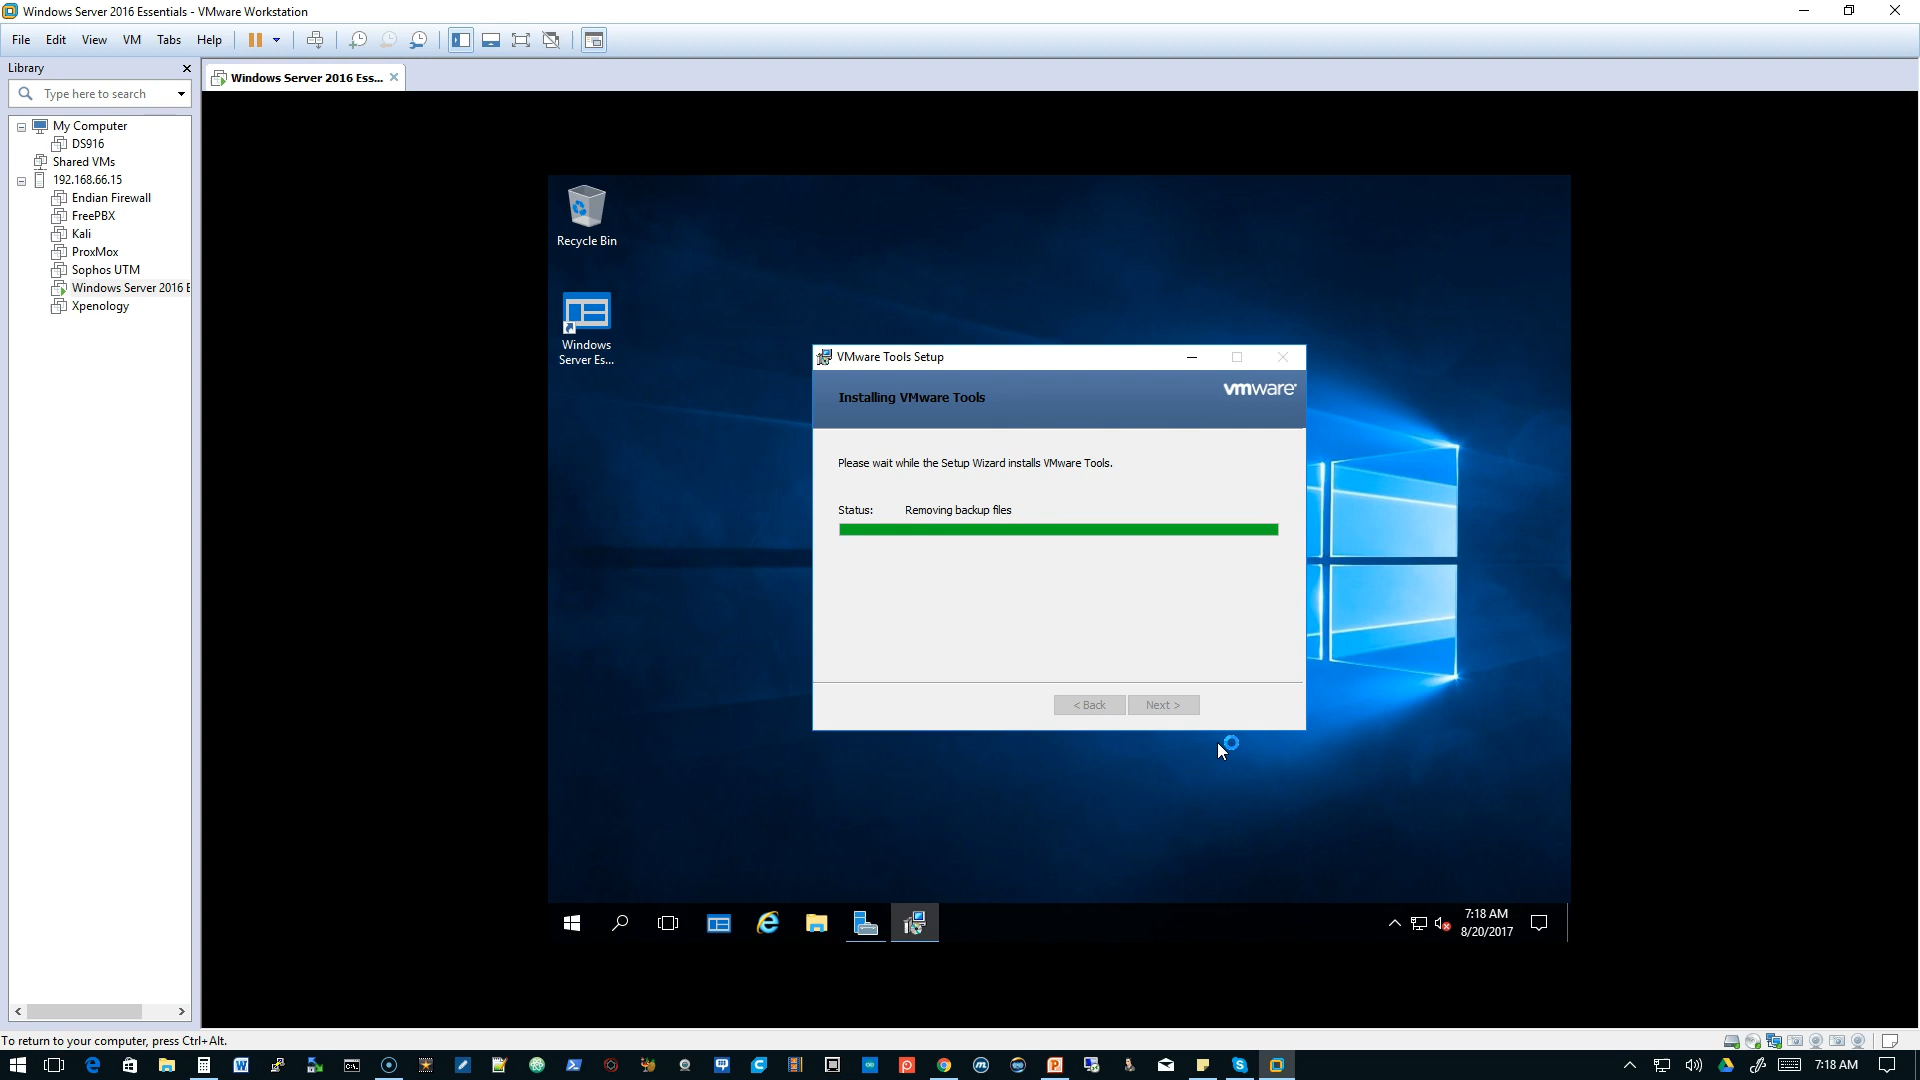 Windows Server 2016 Essentials - VMware Workstation
File Edit View VM Tabs Help
Library
Windows Server 2016 Ess...
Type here to search
My Computer
DS916
Shared VMs
192.168.66.15
Endian Firewall
FreePBX
Kali
ProxMox
Sophos UTM
Windows Server 2016 E
Xpenology
Recycle Bin
Windows
Server Es...
VMware Tools Setup
Installing VMware Tools
vmware
Please wait while the Setup Wizard installs VMware Tools.
Status: Removing backup files
< Back Next >
7:18 AM
8/20/2017
To return to your computer, press Ctrl+Alt.
7:18 AM